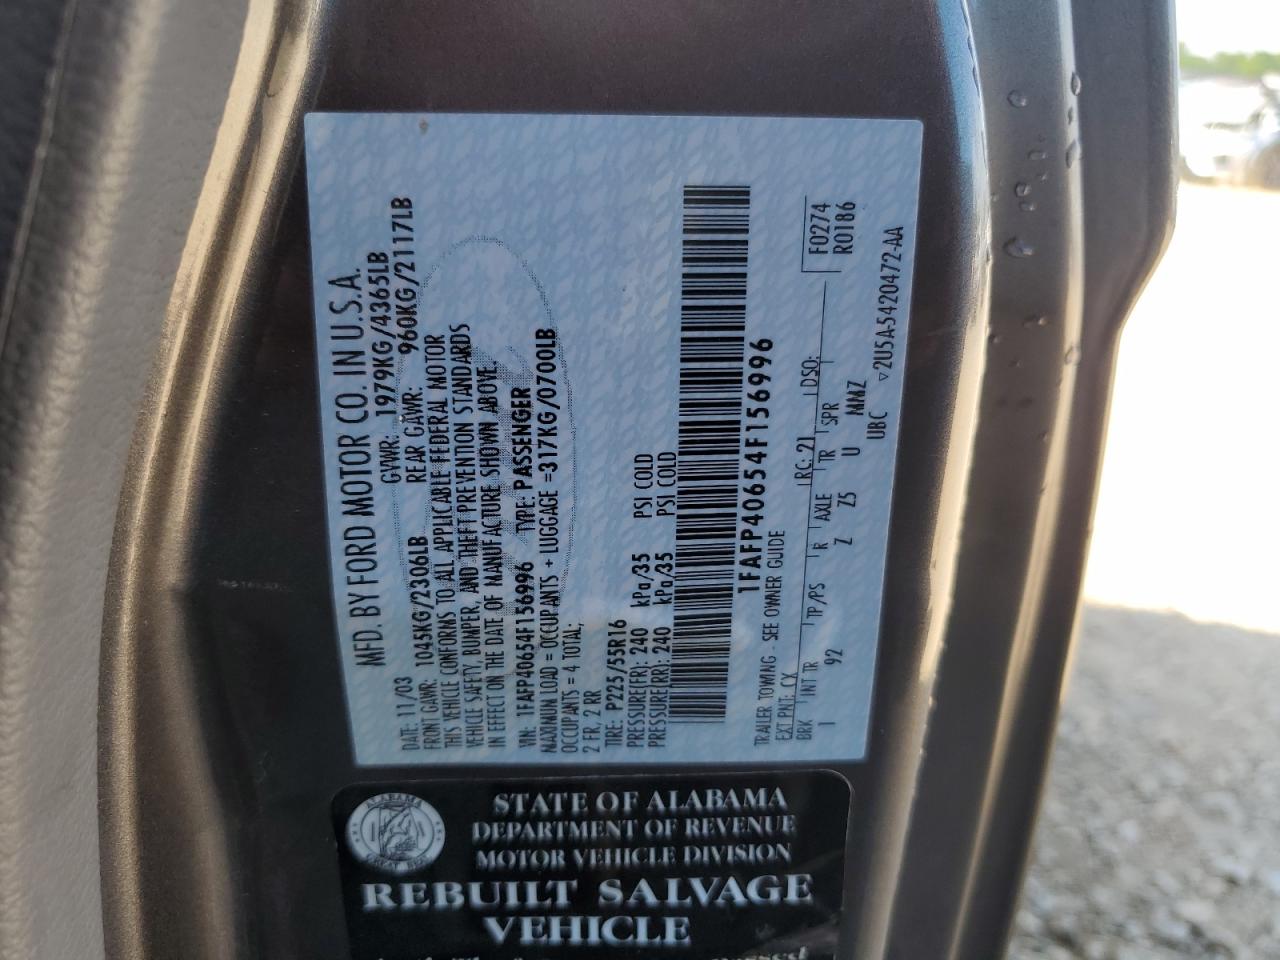 MFD. BY FORD MOTOR CO. IN U.S.A.
DATE: 11/03 GVWR: 1979KG/4365LB
FRONT GAWR: 1045KG/2306LB REAR GAWR: 960KG/2117LB
THIS VEHICLE CONFORMS TO ALL APPLICABLE FEDERAL MOTOR
VEHICLE SAFETY, BUMPER, AND THEFT PREVENTION STANDARDS
IN EFFECT ON THE DATE OF MANUFACTURE SHOWN ABOVE.
VIN: 1FAFP40654F156996 TYPE: PASSENGER
MAXIMUM LOAD = OCCUPANTS + LUGGAGE = 317KG/0700LB
OCCUPANTS = 4 TOTAL;
2 FR, 2 RR
TIRE: P225/55R16
PRESSURE(FR): 240 kPa/35 PSI COLD
PRESSURE(RR): 240 kPa/35 PSI COLD
1FAFP40654F156996
TRAILER TOWING - SEE OWNER GUIDE
F0274
EXT PNT: CX RC: 21 DSO:
R0186
BRK INT TR TP/PS R AXLE TR SPR
I 92 Z Z5 U MMZ
UBC
▽2U5A-5420472-AA
ALABAMA
GREAT SEAL
STATE OF ALABAMA
DEPARTMENT OF REVENUE
MOTOR VEHICLE DIVISION
REBUILT SALVAGE
VEHICLE